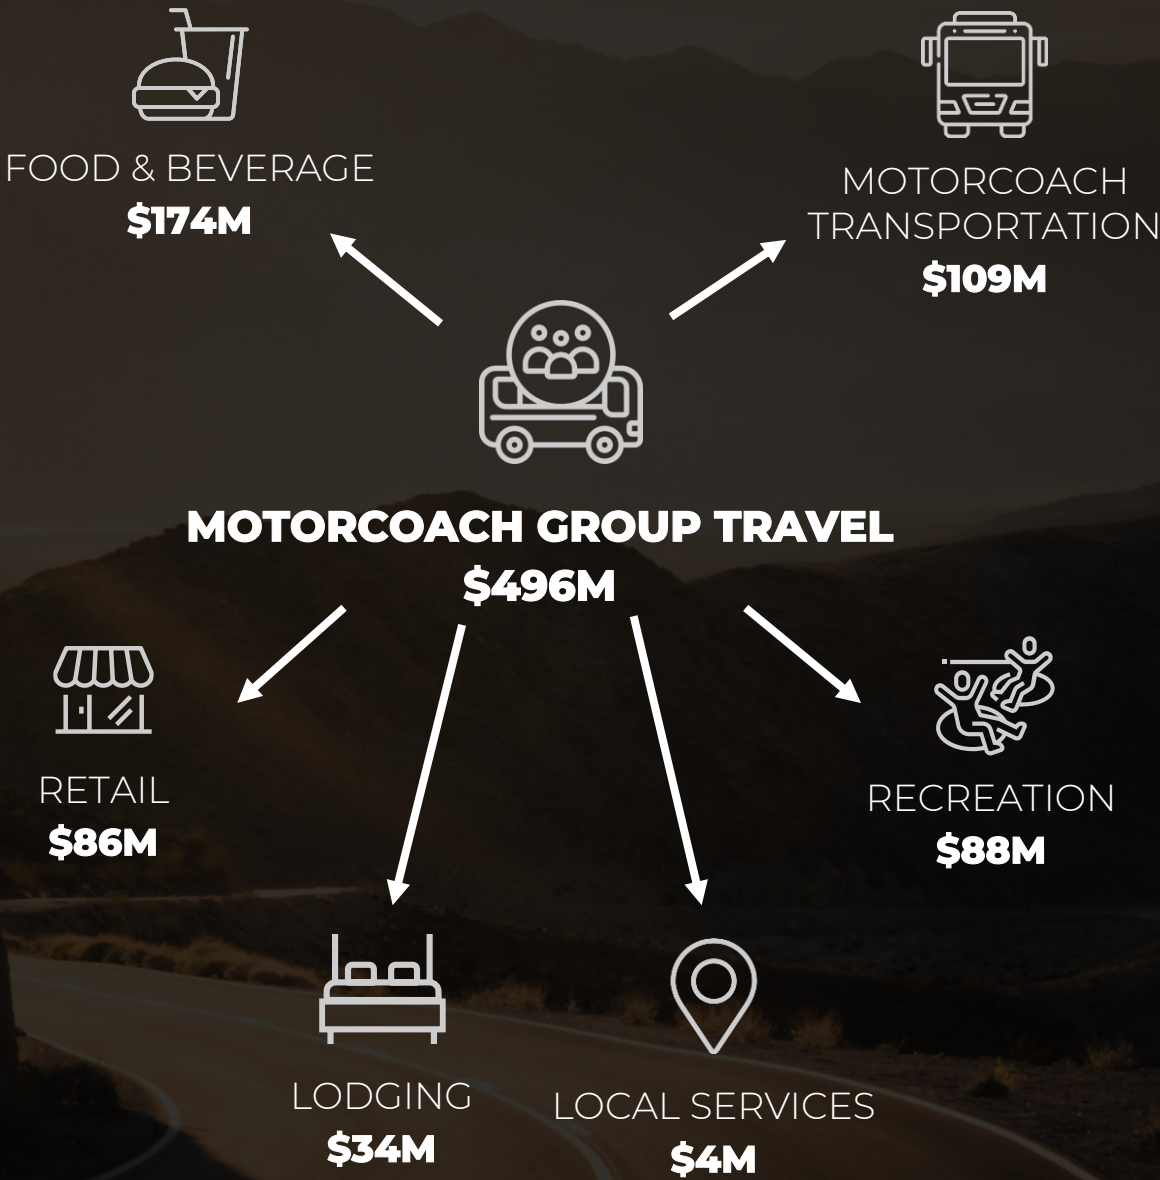 FOOD & BEVERAGE
$174M
MOTORCOACH
TRANSPORTATION
$109M
MOTORCOACH GROUP TRAVEL
$496M
RETAIL
$86M
RECREATION
$88M
LODGING
$34M
LOCAL SERVICES
$4M